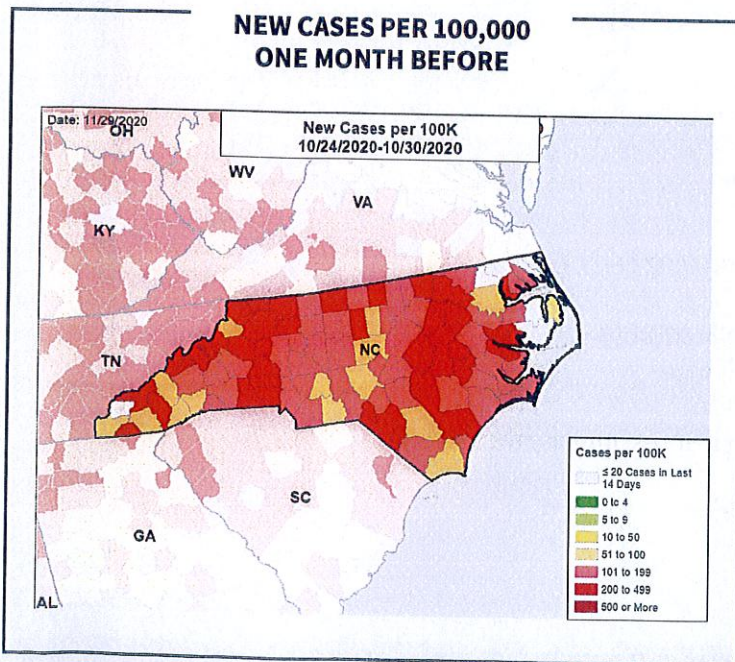 NEW CASES PER 100,000
ONE MONTH BEFORE
Date: 11/29/2020
New Cases per 100K
10/24/2020-10/30/2020
OH
WV
VA
KY
TN
NC
SC
GA
AL
Cases per 100K
≤ 20 Cases in Last
14 Days
0 to 4
5 to 9
10 to 50
51 to 100
101 to 199
200 to 499
500 or More